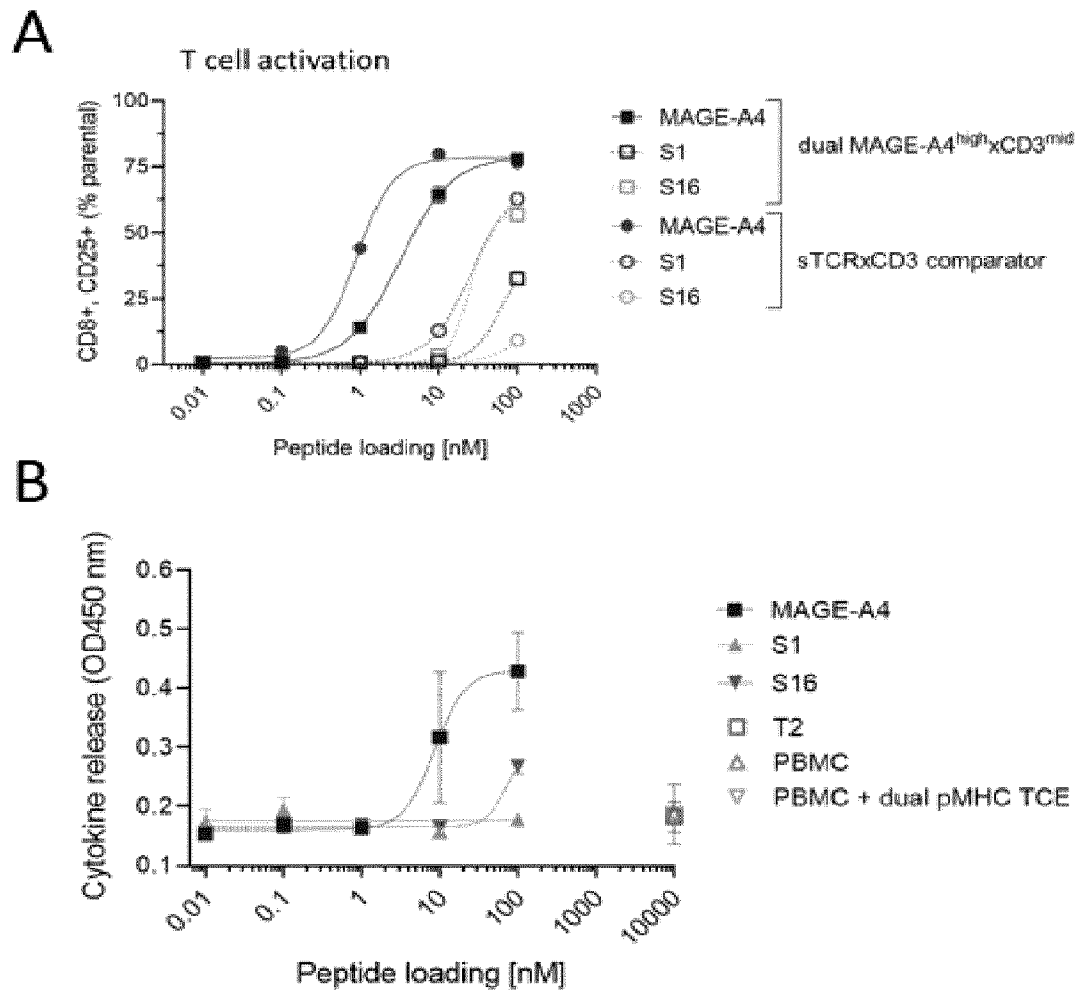 A
T cell activation
CD8+, CD25+ (% parental)
100
75
50
25
0
0.01
0.1
1
10
100
1000
Peptide loading [nM]
MAGE-A4
S1
S16
dual MAGE-A4highxCD3mid
MAGE-A4
S1
S16
sTCRxCD3 comparator
B
Cytokine release (OD450 nm)
0.6
0.5
0.4
0.3
0.2
0.1
0.01
0.1
1
10
100
1000
10000
Peptide loading [nM]
MAGE-A4
S1
S16
T2
PBMC
PBMC + dual pMHC TCE